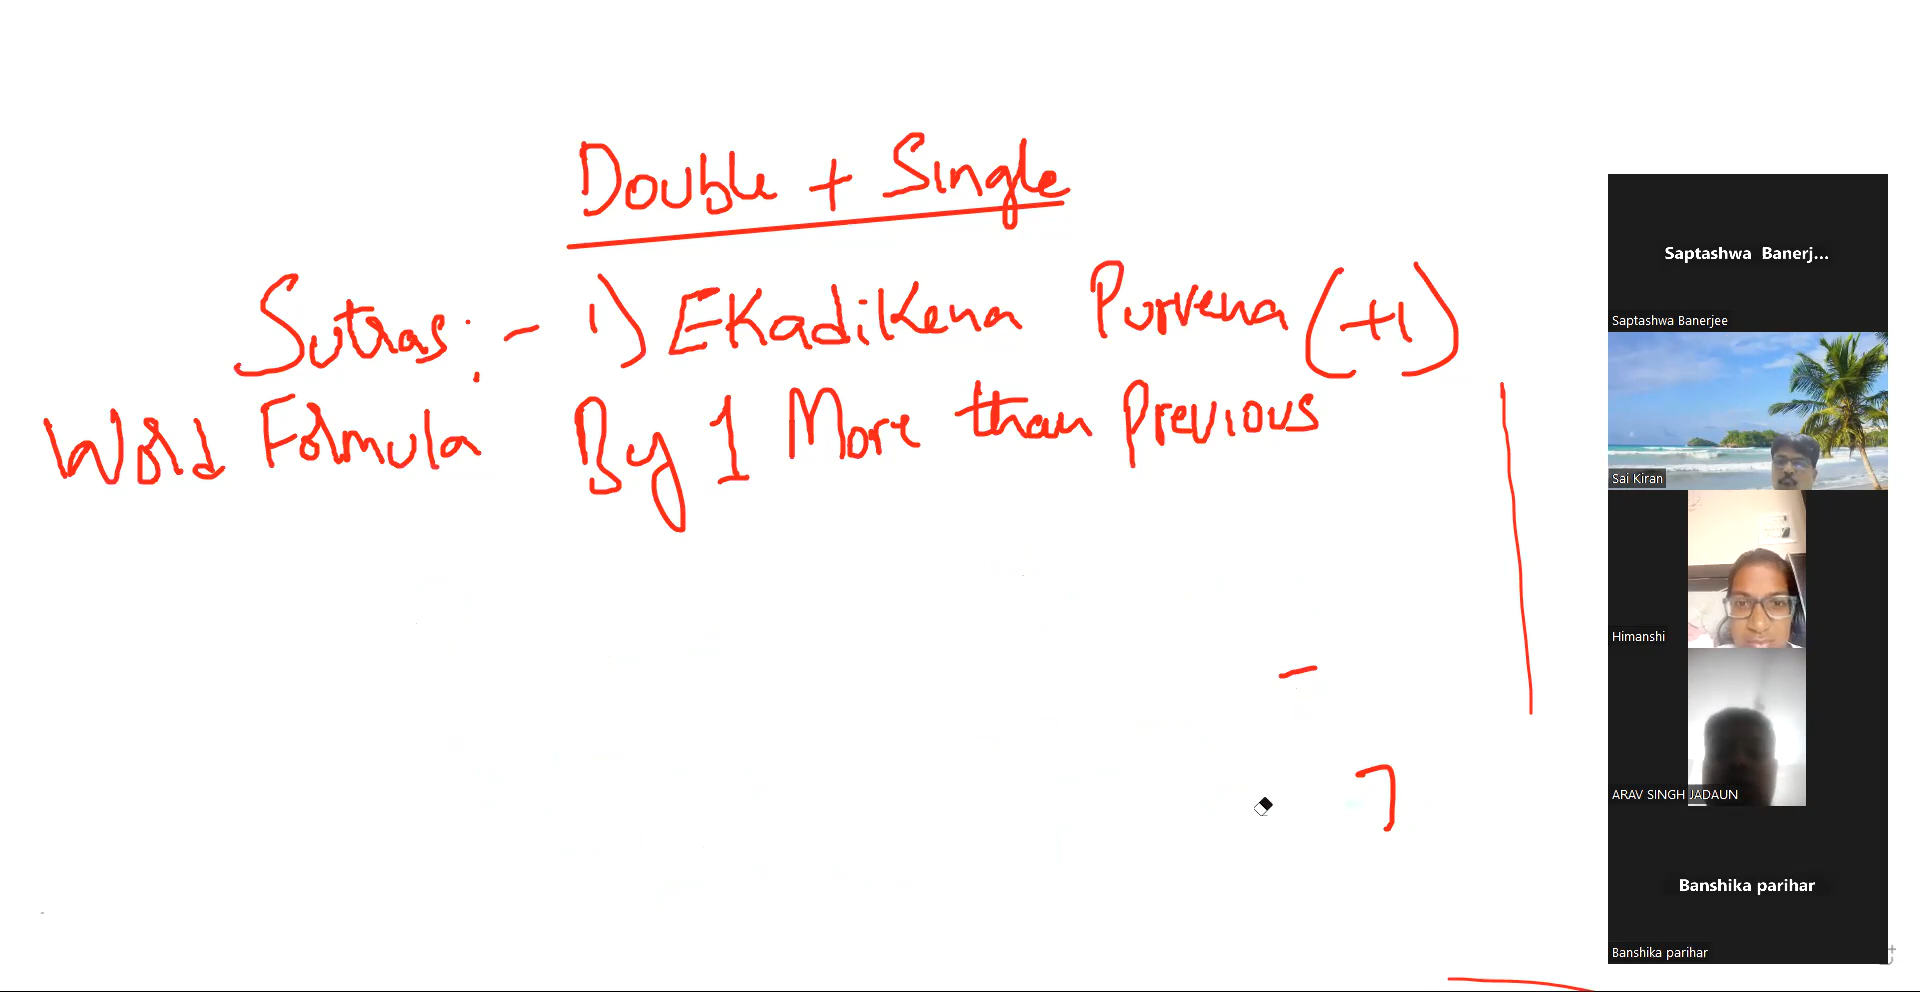 Double + Single
Sutras :- 1) Ekadikena Purvena (+1)
Word Formula By 1 More than Previous
Saptashwa Banerj...
Saptashwa Banerjee
Sai Kiran
Himanshi
ARAV SINGH JADAUN
Banshika parihar
Banshika parihar